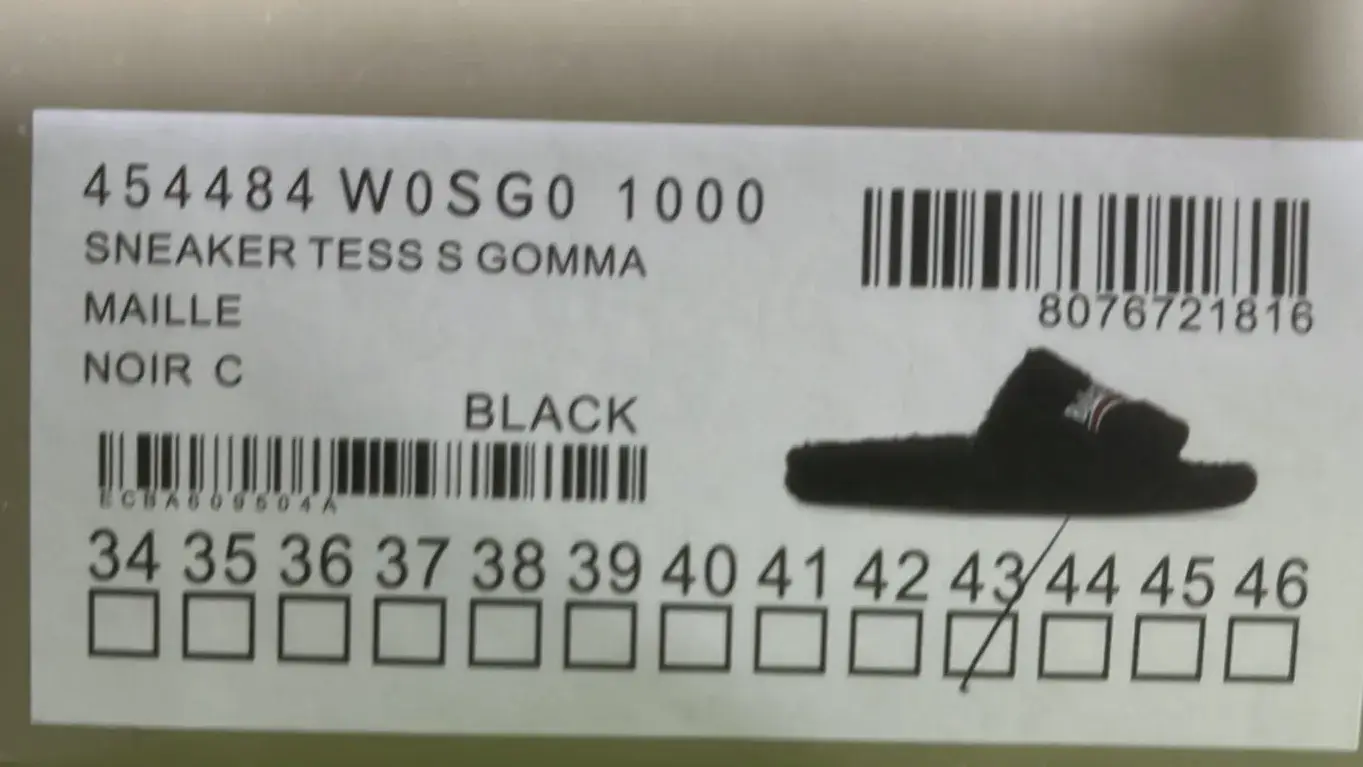 454484 W0SG0 1000
SNEAKER TESS S GOMMA
MAILLE
NOIR C
BLACK
8076721816
34 35 36 37 38 39 40 41 42 43 44 45 46